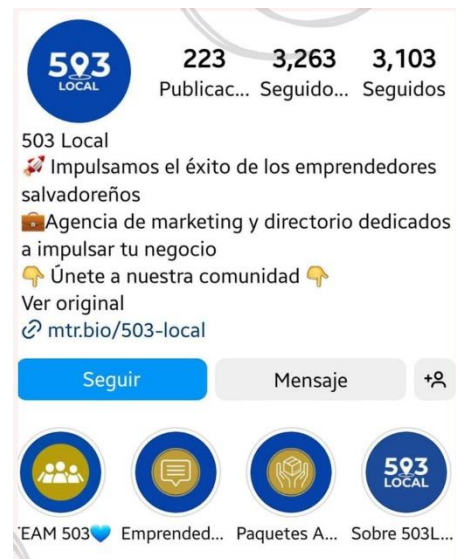 503
LOCAL
223 3,263 3,103
Publicac... Seguido... Seguidos
503 Local
🚀 Impulsamos el éxito de los emprendedores
salvadoreños
💼Agencia de marketing y directorio dedicados
a impulsar tu negocio
👇 Únete a nuestra comunidad 👇
Ver original
mtr.bio/503-local
Seguir Mensaje
503
LOCAL
EAM 503💙 Emprended... Paquetes A... Sobre 503L...